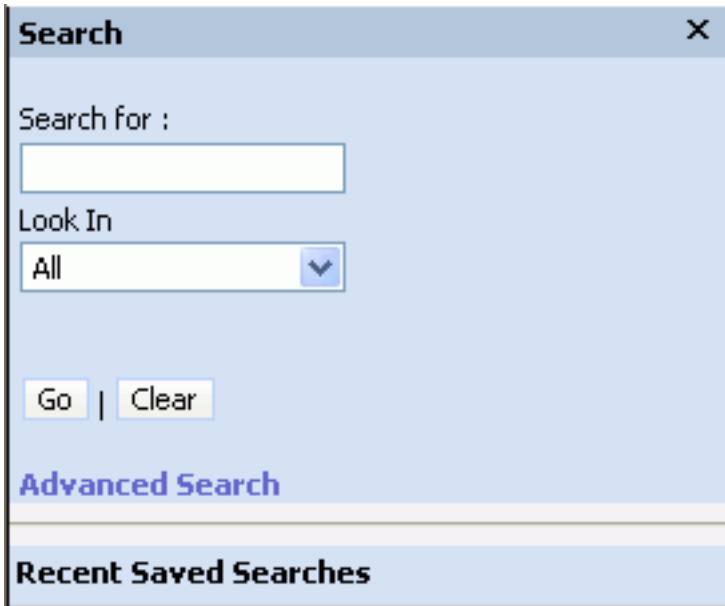 Search
Search for :
Look In
All
Go | Clear
Advanced Search
Recent Saved Searches